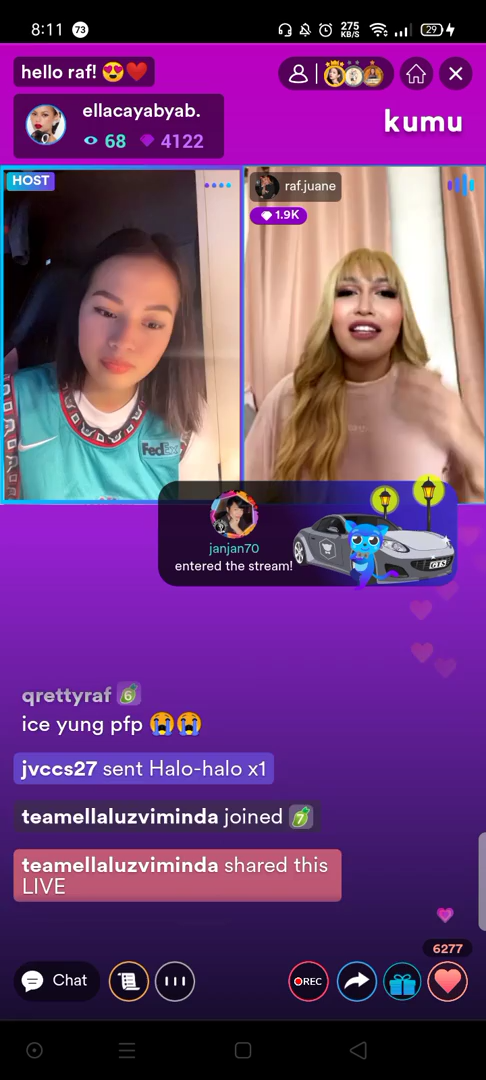 8:11 73 275 KB/S 29
hello raf! 😍❤️
ellacayabyab.
68 4122
kumu
HOST
raf.juane
1.9K
FedEx
janjan70
entered the stream!
GTS
qrettyraf 6
ice yung pfp 😭😭
jvccs27 sent Halo-halo x1
teamellaluzviminda joined 7
teamellaluzviminda shared this
LIVE
6277
Chat
REC